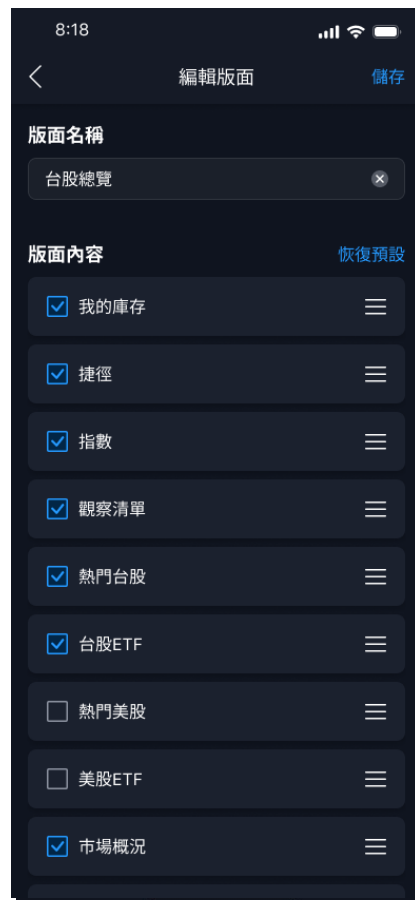 8:18
編輯版面
儲存
版面名稱
台股總覽
版面內容
恢復預設
我的庫存
捷徑
指數
觀察清單
熱門台股
台股ETF
熱門美股
美股ETF
市場概況